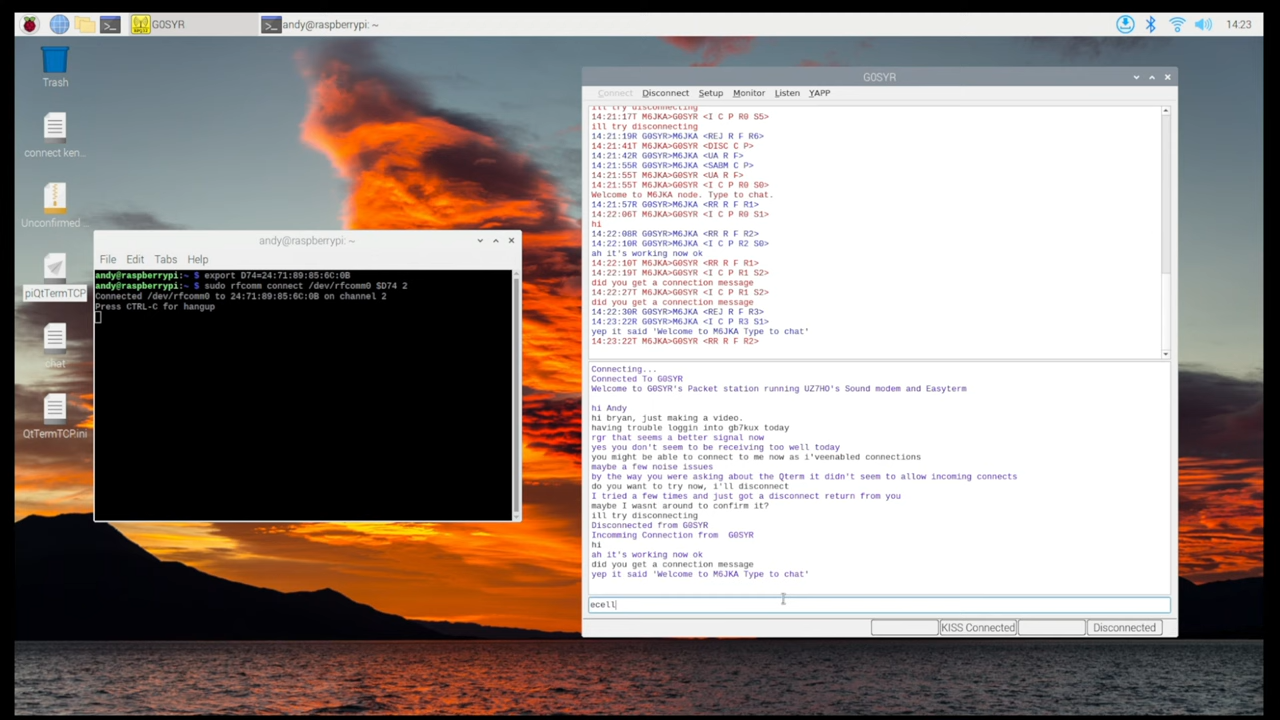 G0SYR
andy@raspberrypi: ~
14:23
Trash
connect ken...
Unconfirmed ...
piQtTermTCP
chat
QtTermTCP.ini
andy@raspberrypi: ~
File Edit Tabs Help
andy@raspberrypi:~ $ export D74=24:71:89:85:6C:0B
andy@raspberrypi:~ $ sudo rfcomm connect /dev/rfcomm0 $D74 2
Connected /dev/rfcomm0 to 24:71:89:85:6C:0B on channel 2
Press CTRL-C for hangup
G0SYR
Connect Disconnect Setup Monitor Listen YAPP
ill try disconnecting
14:21:17T M6JKA>G0SYR <I C P R0 S5>
ill try disconnecting
14:21:19R G0SYR>M6JKA <REJ R F R6>
14:21:41T M6JKA>G0SYR <DISC C P>
14:21:42R G0SYR>M6JKA <UA R F>
14:21:55R G0SYR>M6JKA <SABM C P>
14:21:55T M6JKA>G0SYR <UA R F>
14:21:55T M6JKA>G0SYR <I C P R0 S0>
Welcome to M6JKA node. Type to chat.
14:21:57R G0SYR>M6JKA <RR R F R1>
14:22:06T M6JKA>G0SYR <I C P R0 S1>
hi
14:22:08R G0SYR>M6JKA <RR R F R2>
14:22:10R G0SYR>M6JKA <I C P R2 S0>
ah it's working now ok
14:22:10T M6JKA>G0SYR <RR R F R1>
14:22:19T M6JKA>G0SYR <I C P R1 S2>
did you get a connection message
14:22:27T M6JKA>G0SYR <I C P R1 S2>
did you get a connection message
14:22:30R G0SYR>M6JKA <REJ R F R3>
14:23:22R G0SYR>M6JKA <I C P R3 S1>
yep it said 'Welcome to M6JKA Type to chat'
14:23:22T M6JKA>G0SYR <RR R F R2>
Connecting...
Connected To G0SYR
Welcome to G0SYR's Packet station running UZ7HO's Sound modem and Easyterm
hi Andy
hi bryan, just making a video.
having trouble loggin into gb7kux today
rgr that seems a better signal now
yes you don't seem to be receiving too well today
you might be able to connect to me now as i'veenabled connections
maybe a few noise issues
by the way you were asking about the Qterm it didn't seem to allow incoming connects
do you want to try now, i'll disconnect
I tried a few times and just got a disconnect return from you
maybe I wasnt around to confirm it?
ill try disconnecting
Disconnected from G0SYR
Incomming Connection from  G0SYR
hi
ah it's working now ok
did you get a connection message
yep it said 'Welcome to M6JKA Type to chat'
ecell
KISS Connected
Disconnected